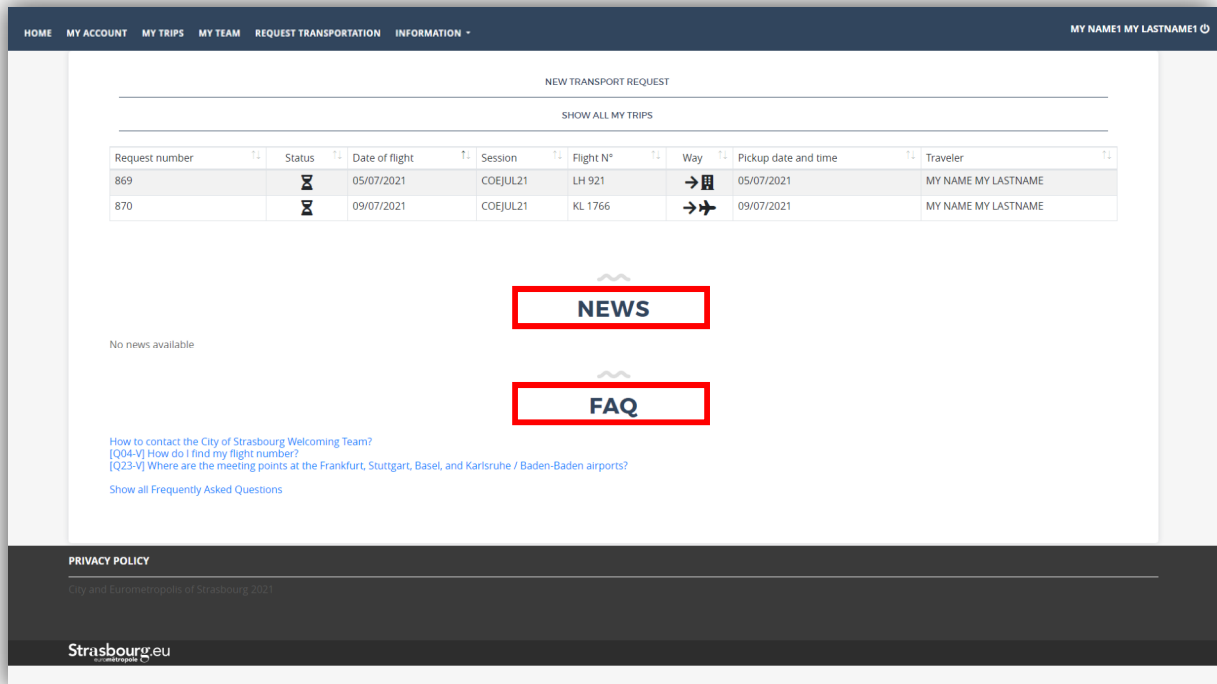 HOME MY ACCOUNT MY TRIPS MY TEAM REQUEST TRANSPORTATION INFORMATION MY NAME1 MY LASTNAME1
NEW TRANSPORT REQUEST
SHOW ALL MY TRIPS
Request number Status Date of flight Session Flight N° Way Pickup date and time Traveler
869 05/07/2021 COEJUL21 LH 921 05/07/2021 MY NAME MY LASTNAME
870 09/07/2021 COEJUL21 KL 1766 09/07/2021 MY NAME MY LASTNAME
NEWS
No news available
FAQ
How to contact the City of Strasbourg Welcoming Team?
[Q04-V] How do I find my flight number?
[Q23-V] Where are the meeting points at the Frankfurt, Stuttgart, Basel, and Karlsruhe / Baden-Baden airports?
Show all Frequently Asked Questions
PRIVACY POLICY
City and Eurometropolis of Strasbourg 2021
Strasbourg.eu
eurométropole